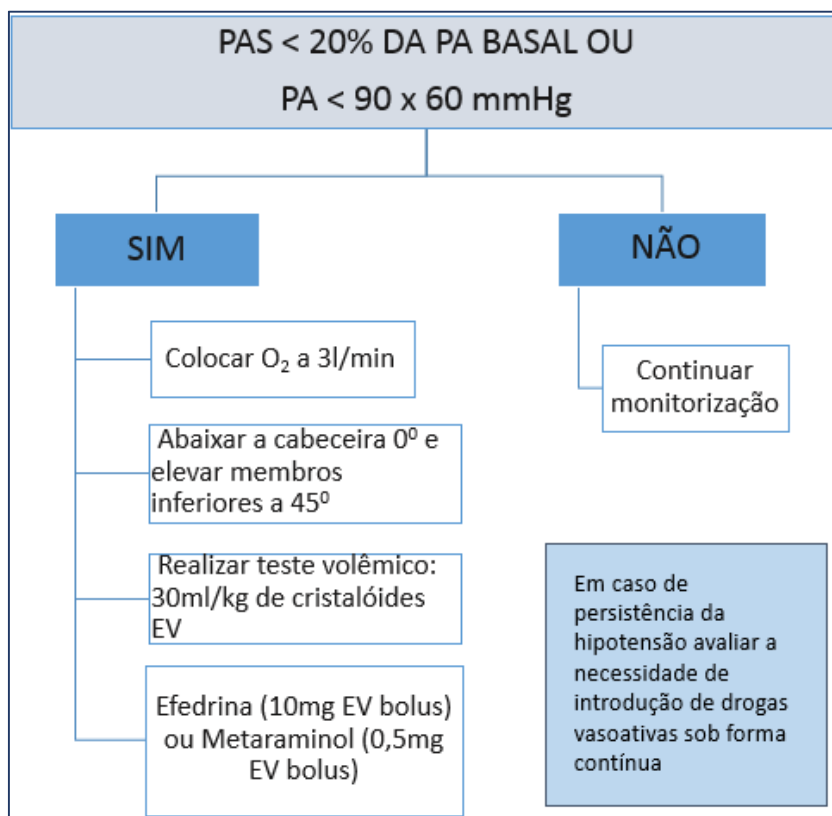 PAS < 20% DA PA BASAL OU
PA < 90 x 60 mmHg
SIM
NÃO
Colocar O₂ a 3l/min
Continuar
monitorização
Abaixar a cabeceira 0⁰ e
elevar membros
inferiores a 45⁰
Realizar teste volêmico:
30ml/kg de cristalóides
EV
Efedrina (10mg EV bolus)
ou Metaraminol (0,5mg
EV bolus)
Em caso de
persistência da
hipotensão avaliar a
necessidade de
introdução de drogas
vasoativas sob forma
contínua